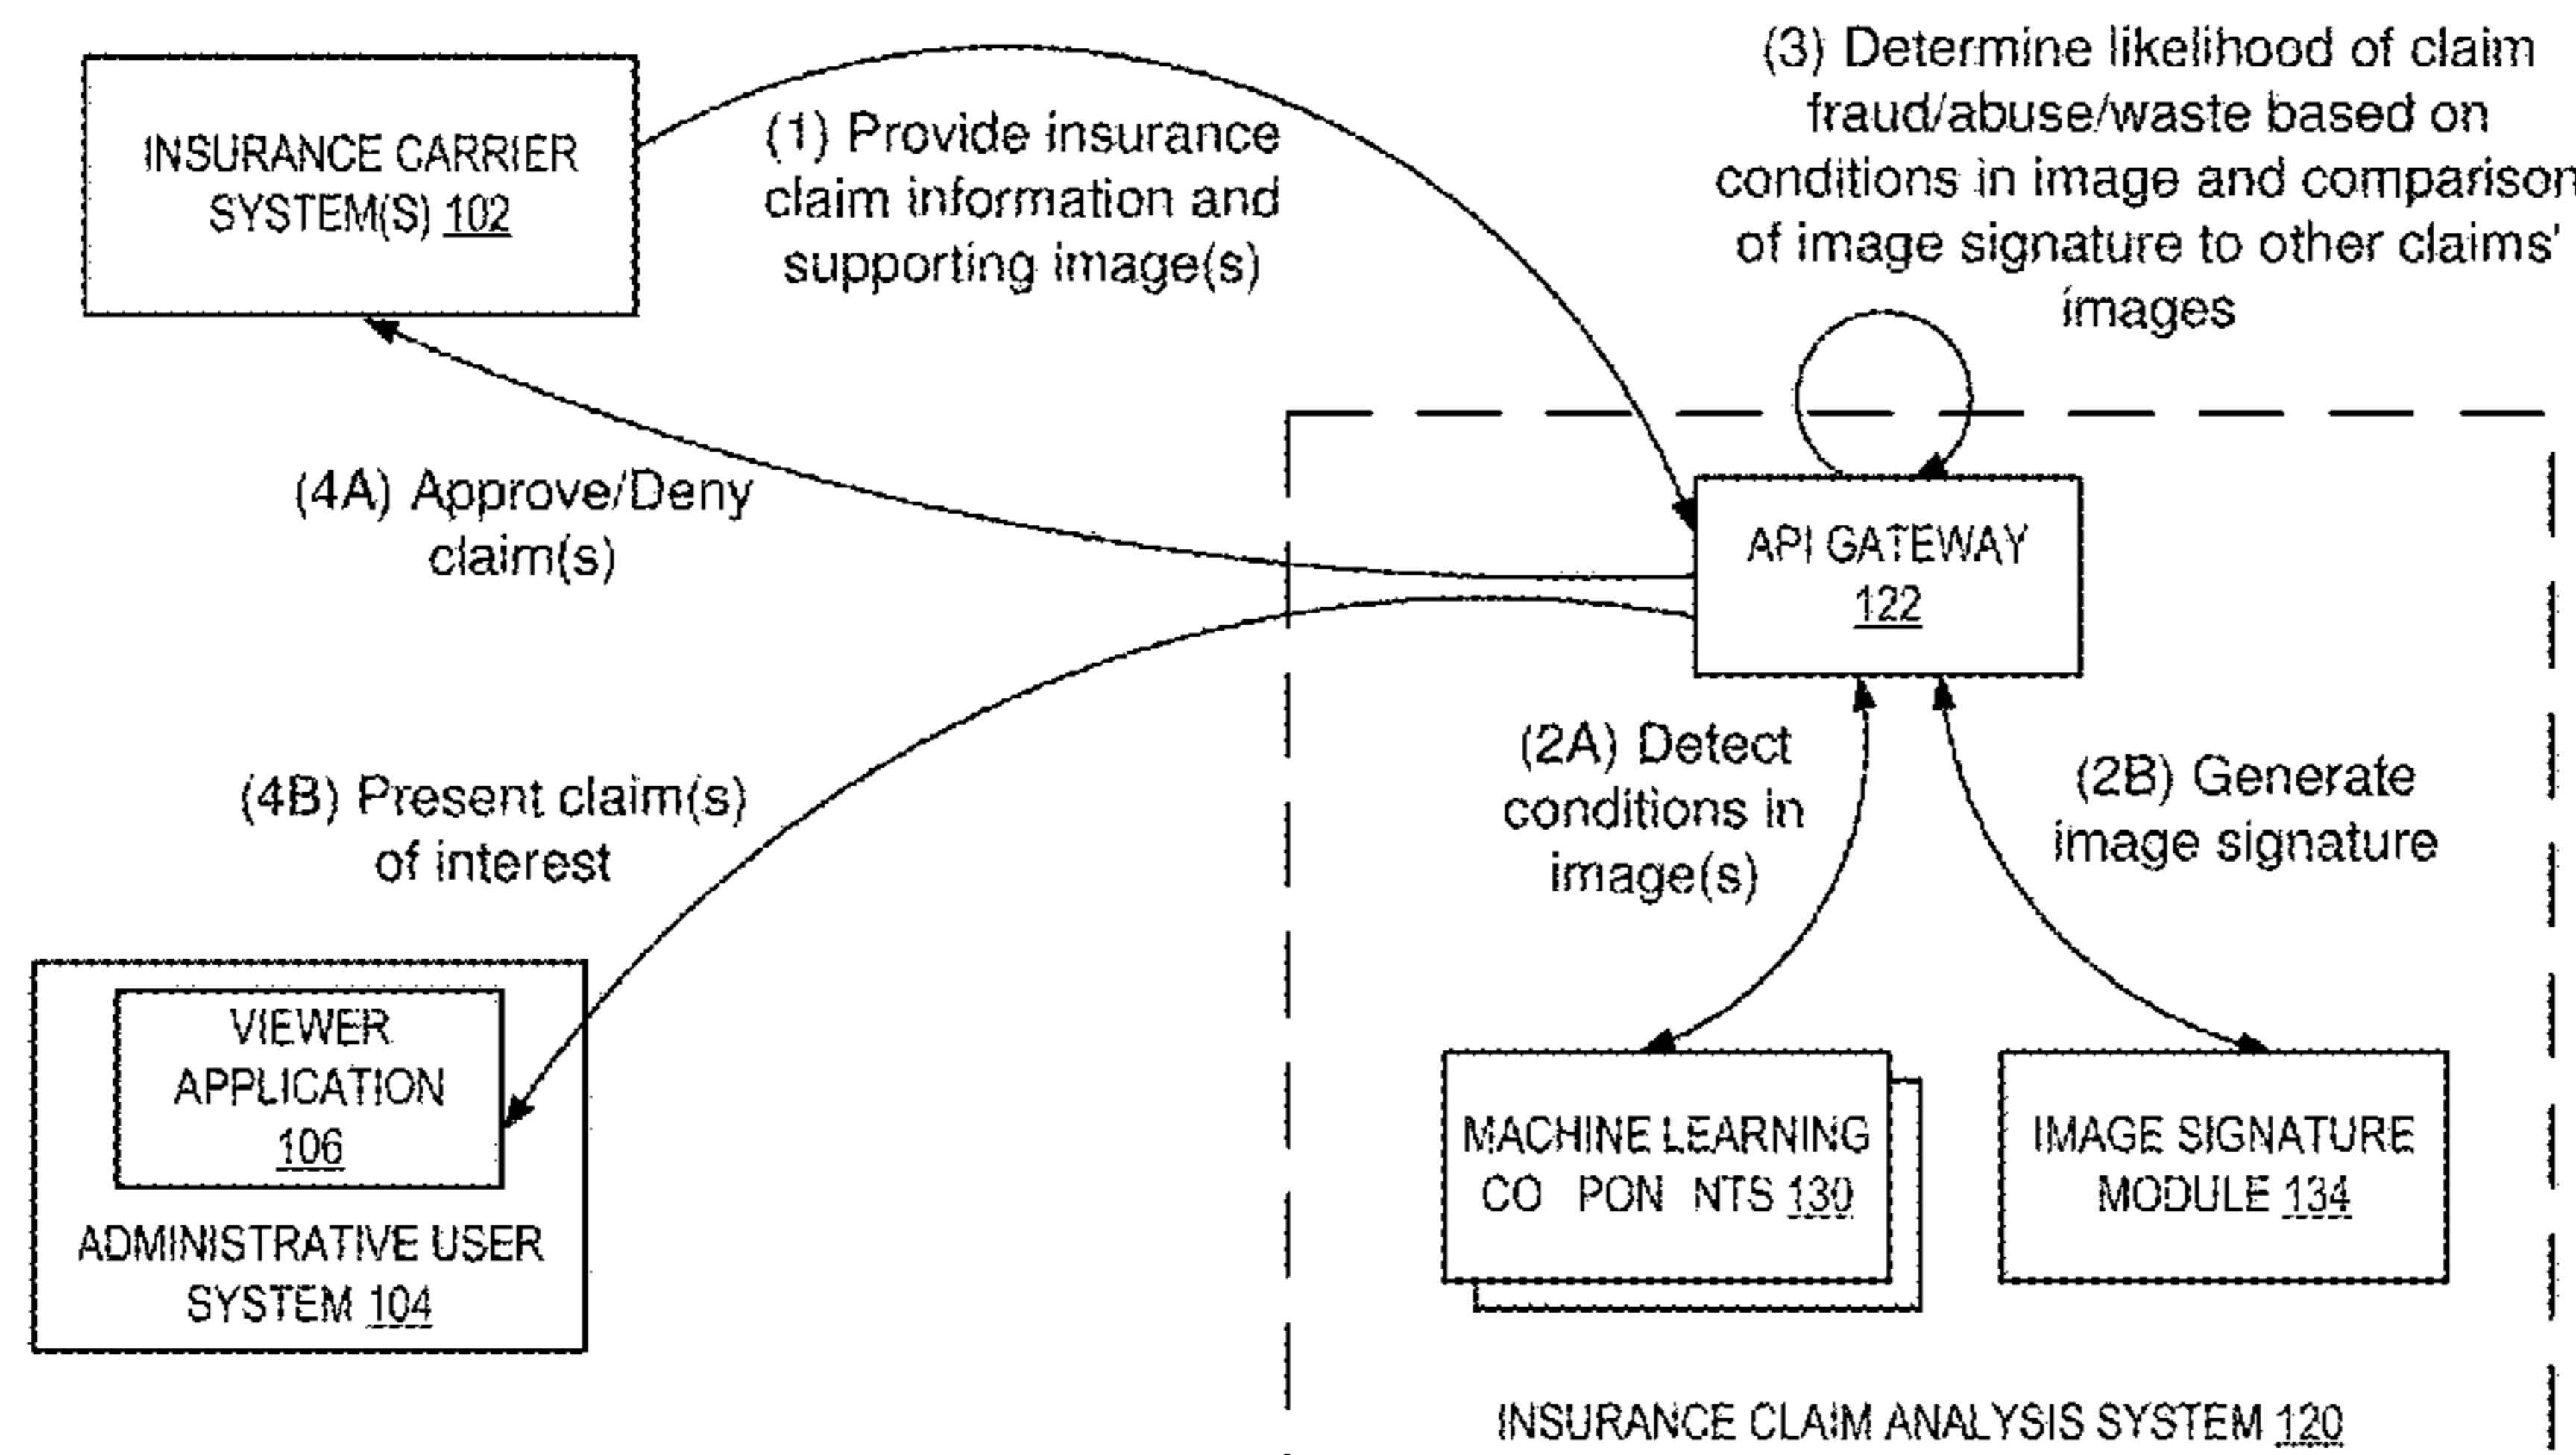 INSURANCE CARRIER
SYSTEM(S) 102
(1) Provide insurance
claim information and
supporting image(s)
(3) Determine likelihood of claim
fraud/abuse/waste based on
conditions in image and comparison
of image signature to other claims'
images
(4A) Approve/Deny
claim(s)
API GATEWAY
122
(4B) Present claim(s)
of interest
(2A) Detect
conditions in
image(s)
(2B) Generate
image signature
VIEWER
APPLICATION
106
ADMINISTRATIVE USER
SYSTEM 104
MACHINE LEARNING
CO PON NTS 130
IMAGE SIGNATURE
MODULE 134
INSURANCE CLAIM ANALYSIS SYSTEM 120